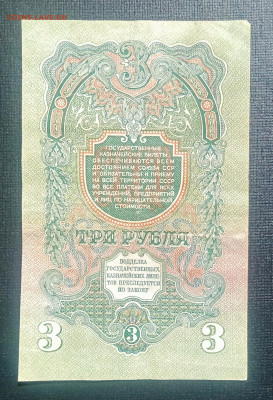 3
ГОСУДАРСТВЕННЫЕ
КАЗНАЧЕЙСКИЕ БИЛЕТЫ
ОБЕСПЕЧИВАЮТСЯ ВСЕМ
ДОСТОЯНИЕМ СОЮЗА ССР
И ОБЯЗАТЕЛЬНЫ К ПРИЕМУ
НА ВСЕЙ ТЕРРИТОРИИ СССР
ВО ВСЕ ПЛАТЕЖИ ДЛЯ ВСЕХ
УЧРЕЖДЕНИЙ, ПРЕДПРИЯТИЙ
И ЛИЦ ПО НАРИЦАТЕЛЬНОЙ
СТОИМОСТИ.
ТРИ РУБЛЯ
ПОДДЕЛКА
ГОСУДАРСТВЕННЫХ
КАЗНАЧЕЙСКИХ БИЛЕ-
ТОВ ПРЕСЛЕДУЕТСЯ
ПО ЗАКОНУ
3 3 3